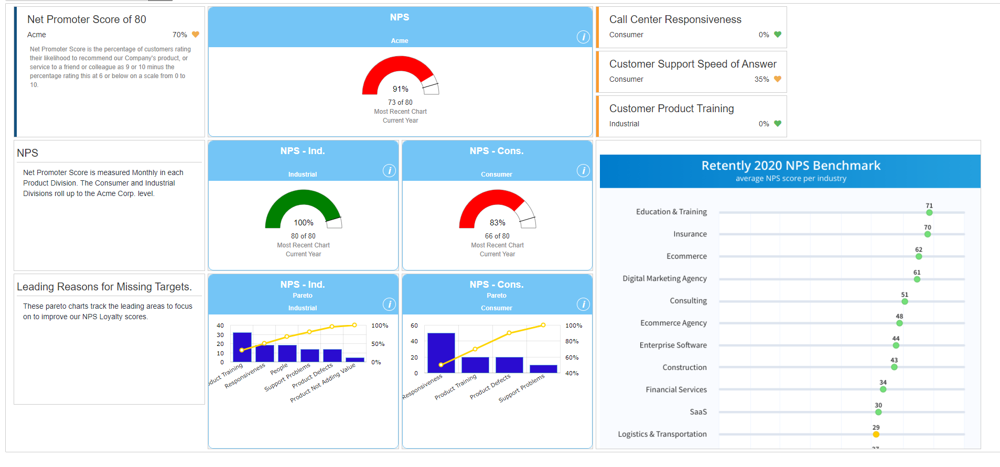 Net Promoter Score of 80
Acme
70%
Net Promoter Score is the percentage of customers rating
their likelihood to recommend our Company's product, or
service to a friend or colleague as 9 or 10 minus the
percentage rating this at 6 or below on a scale from 0 to
10.
NPS
Acme
i
91%
73 of 80
Most Recent Chart
Current Year
Call Center Responsiveness
Consumer
0%
Customer Support Speed of Answer
Consumer
35%
Customer Product Training
Industrial
0%
NPS
Net Promoter Score is measured Monthly in each
Product Division. The Consumer and Industrial
Divisions roll up to the Acme Corp. level.
NPS - Ind.
Industrial
i
100%
80 of 80
Most Recent Chart
Current Year
NPS - Cons.
Consumer
i
83%
66 of 80
Most Recent Chart
Current Year
Leading Reasons for Missing Targets.
These pareto charts track the leading areas to focus
on to improve our NPS Loyalty scores.
NPS - Ind.
Pareto
Industrial
i
40
30
20
10
0
100%
50%
0%
Training
Responsiveness
People
Support Problems
Product Defects
Product Not Adding Value
NPS - Cons.
Pareto
Consumer
i
60
40
20
0
100%
80%
60%
40%
Responsiveness
Product Training
Product Defects
Support Problems
Retently 2020 NPS Benchmark
average NPS score per industry
Education & Training
71
Insurance
70
Ecommerce
62
Digital Marketing Agency
61
Consulting
51
Ecommerce Agency
48
Enterprise Software
44
Construction
43
Financial Services
34
SaaS
30
Logistics & Transportation
29